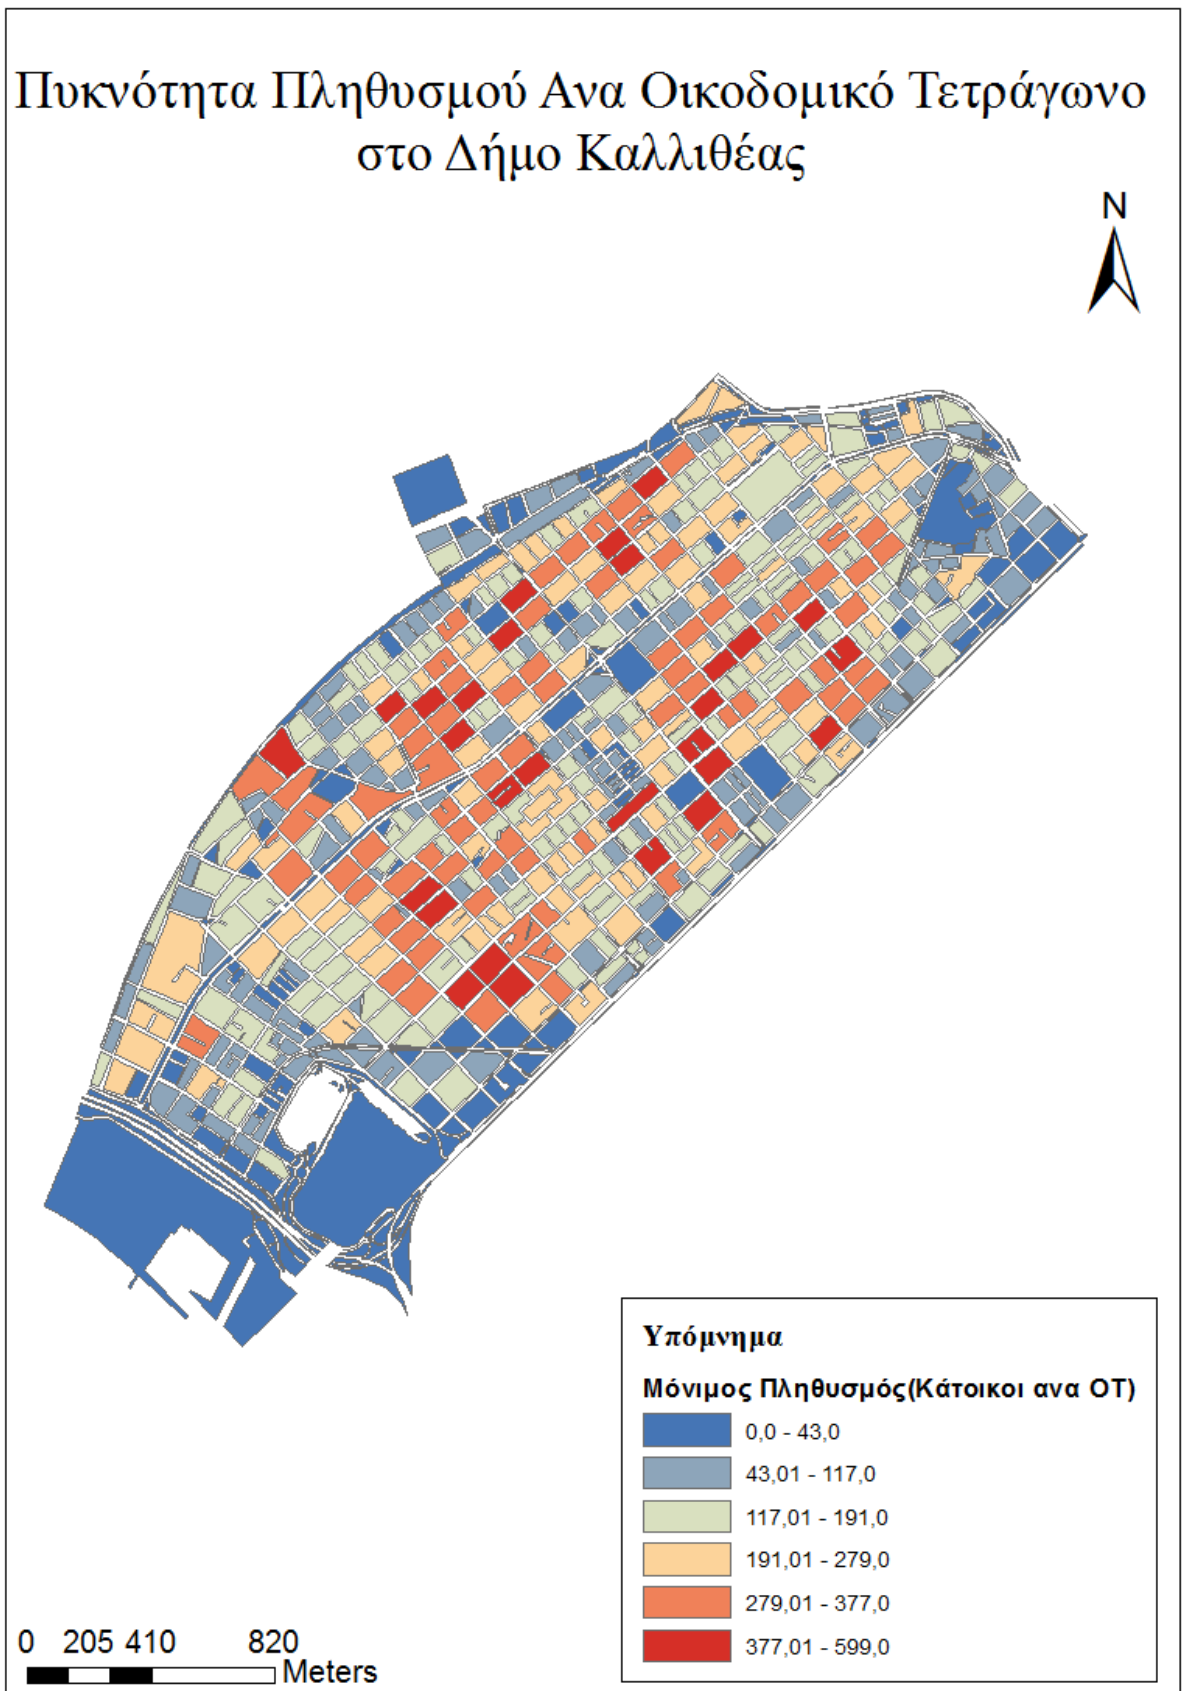 Πυκνότητα Πληθυσμού Ανα Οικοδομικό Τετράγωνο
στο Δήμο Καλλιθέας
N
Υπόμνημα
Μόνιμος Πληθυσμός(Κάτοικοι ανα ΟΤ)
0,0 - 43,0
43,01 - 117,0
117,01 - 191,0
191,01 - 279,0
279,01 - 377,0
377,01 - 599,0
0 205 410 820
Meters